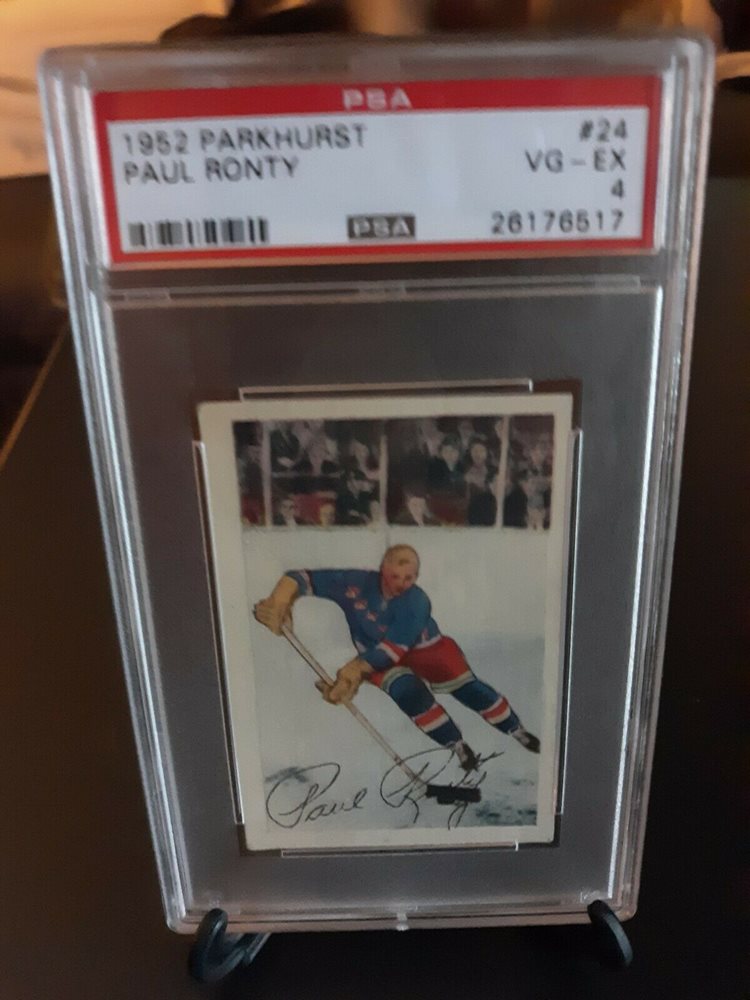 PSA
1952 PARKHURST #24
PAUL RONTY VG - EX
4
PSA 26176517
Paul Ronty